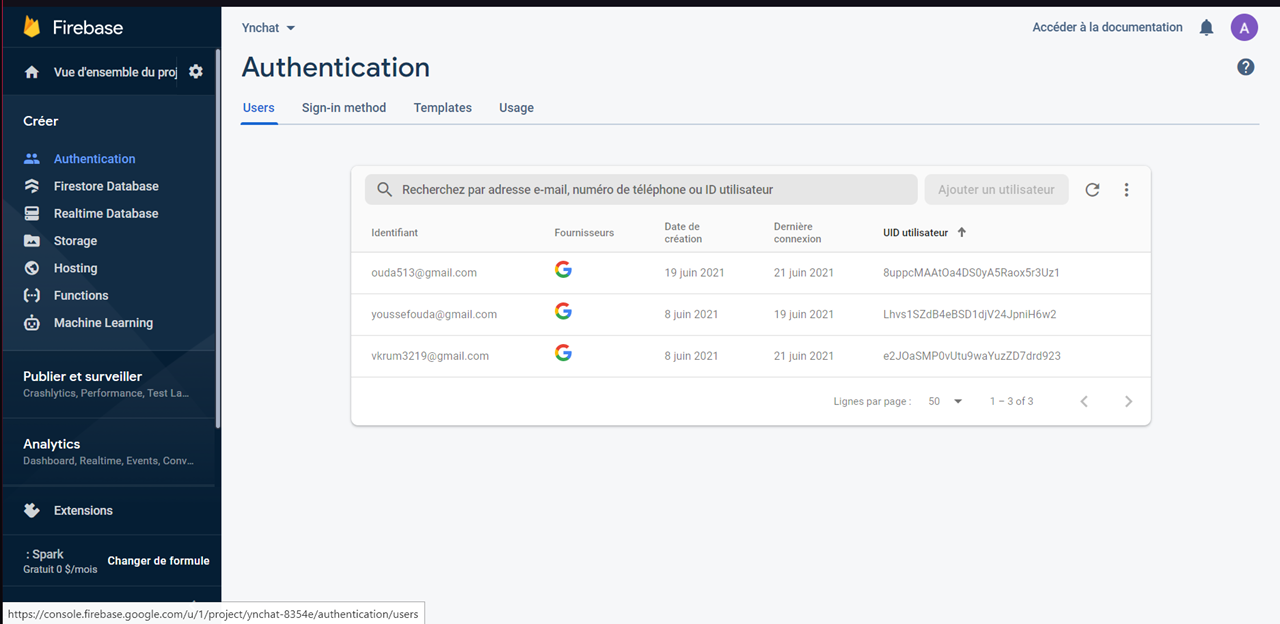 Firebase
Ynchat
Accéder à la documentation
A
Vue d'ensemble du proj
Authentication
?
Users Sign-in method Templates Usage
Créer
Authentication
Firestore Database
Realtime Database
Storage
Hosting
Functions
Machine Learning
Publier et surveiller
Crashlytics, Performance, Test La...
Analytics
Dashboard, Realtime, Events, Conv...
Extensions
: Spark
Gratuit 0 $/mois
Changer de formule
Recherchez par adresse e-mail, numéro de téléphone ou ID utilisateur
Ajouter un utilisateur
Identifiant Fournisseurs Date de création Dernière connexion UID utilisateur
ouda513@gmail.com 19 juin 2021 21 juin 2021 8uppcMAAtOa4DS0yA5Raox5r3Uz1
youssefouda@gmail.com 8 juin 2021 19 juin 2021 Lhvs1SZdB4eBSD1djV24JpniH6w2
vkrum3219@gmail.com 8 juin 2021 21 juin 2021 e2JOaSMP0vUtu9waYuzZD7drd923
Lignes par page : 50 1 – 3 of 3
https://console.firebase.google.com/u/1/project/ynchat-8354e/authentication/users